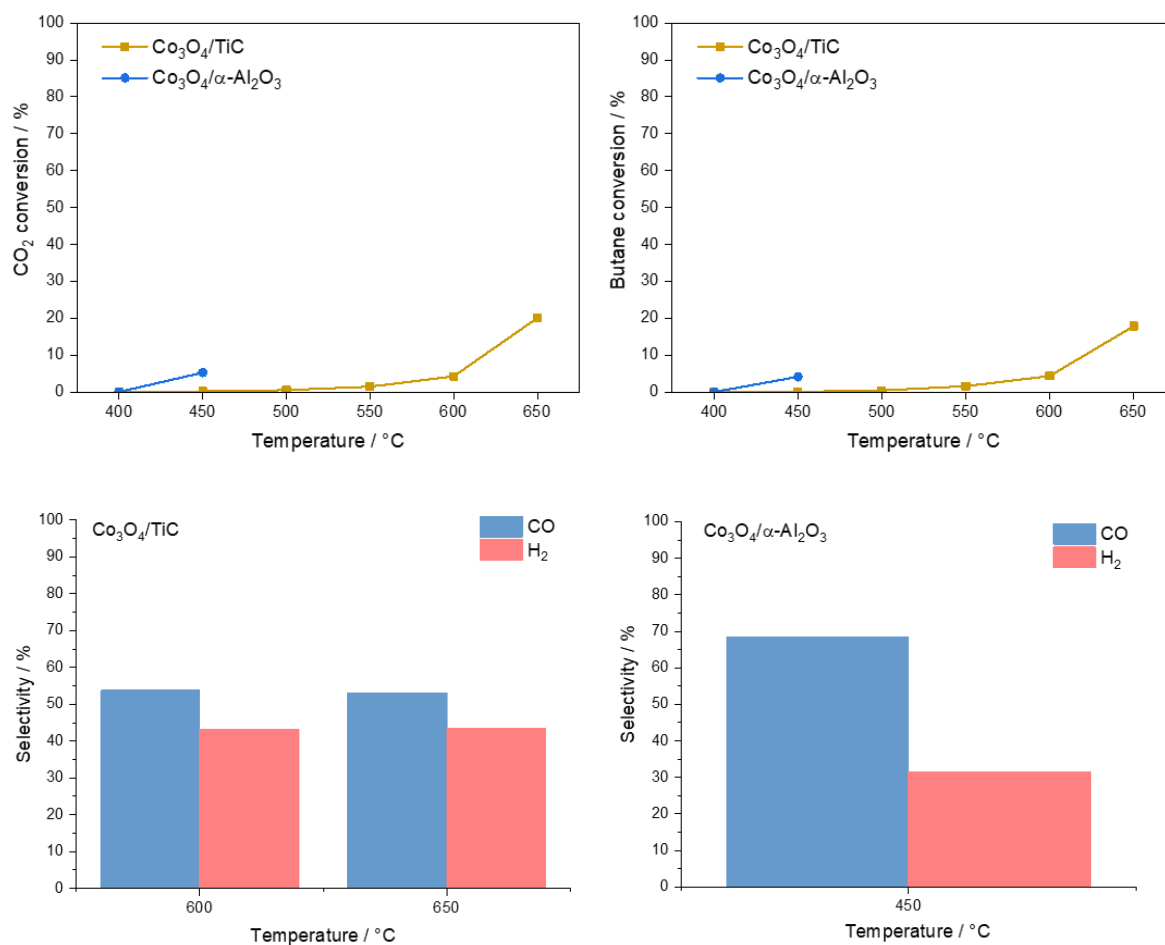 Co₃O₄/TiC
Co₃O₄/α-Al₂O₃
CO₂ conversion / %
100
90
80
70
60
50
40
30
20
10
0
400 450 500 550 600 650
Temperature / °C
Co₃O₄/TiC
Co₃O₄/α-Al₂O₃
Butane conversion / %
100
90
80
70
60
50
40
30
20
10
0
400 450 500 550 600 650
Temperature / °C
Co₃O₄/TiC
CO
H₂
Selectivity / %
100
90
80
70
60
50
40
30
20
10
0
600 650
Temperature / °C
Co₃O₄/α-Al₂O₃
CO
H₂
Selectivity / %
100
90
80
70
60
50
40
30
20
10
0
450
Temperature / °C